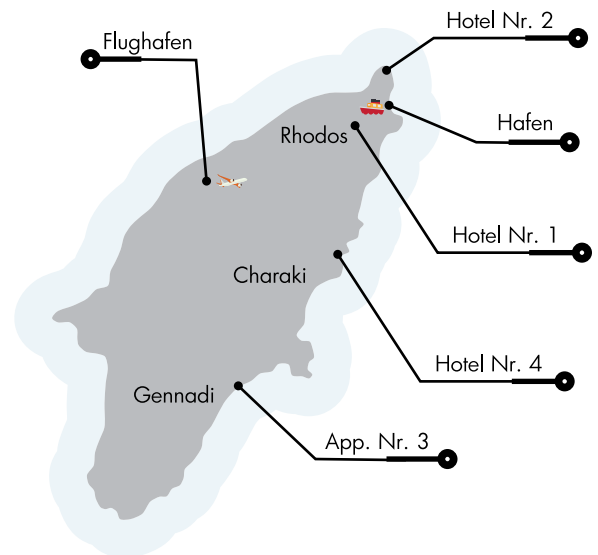 Hotel Nr. 2
Flughafen
Hafen
Rhodos
Hotel Nr. 1
Charaki
Hotel Nr. 4
Gennadi
App. Nr. 3